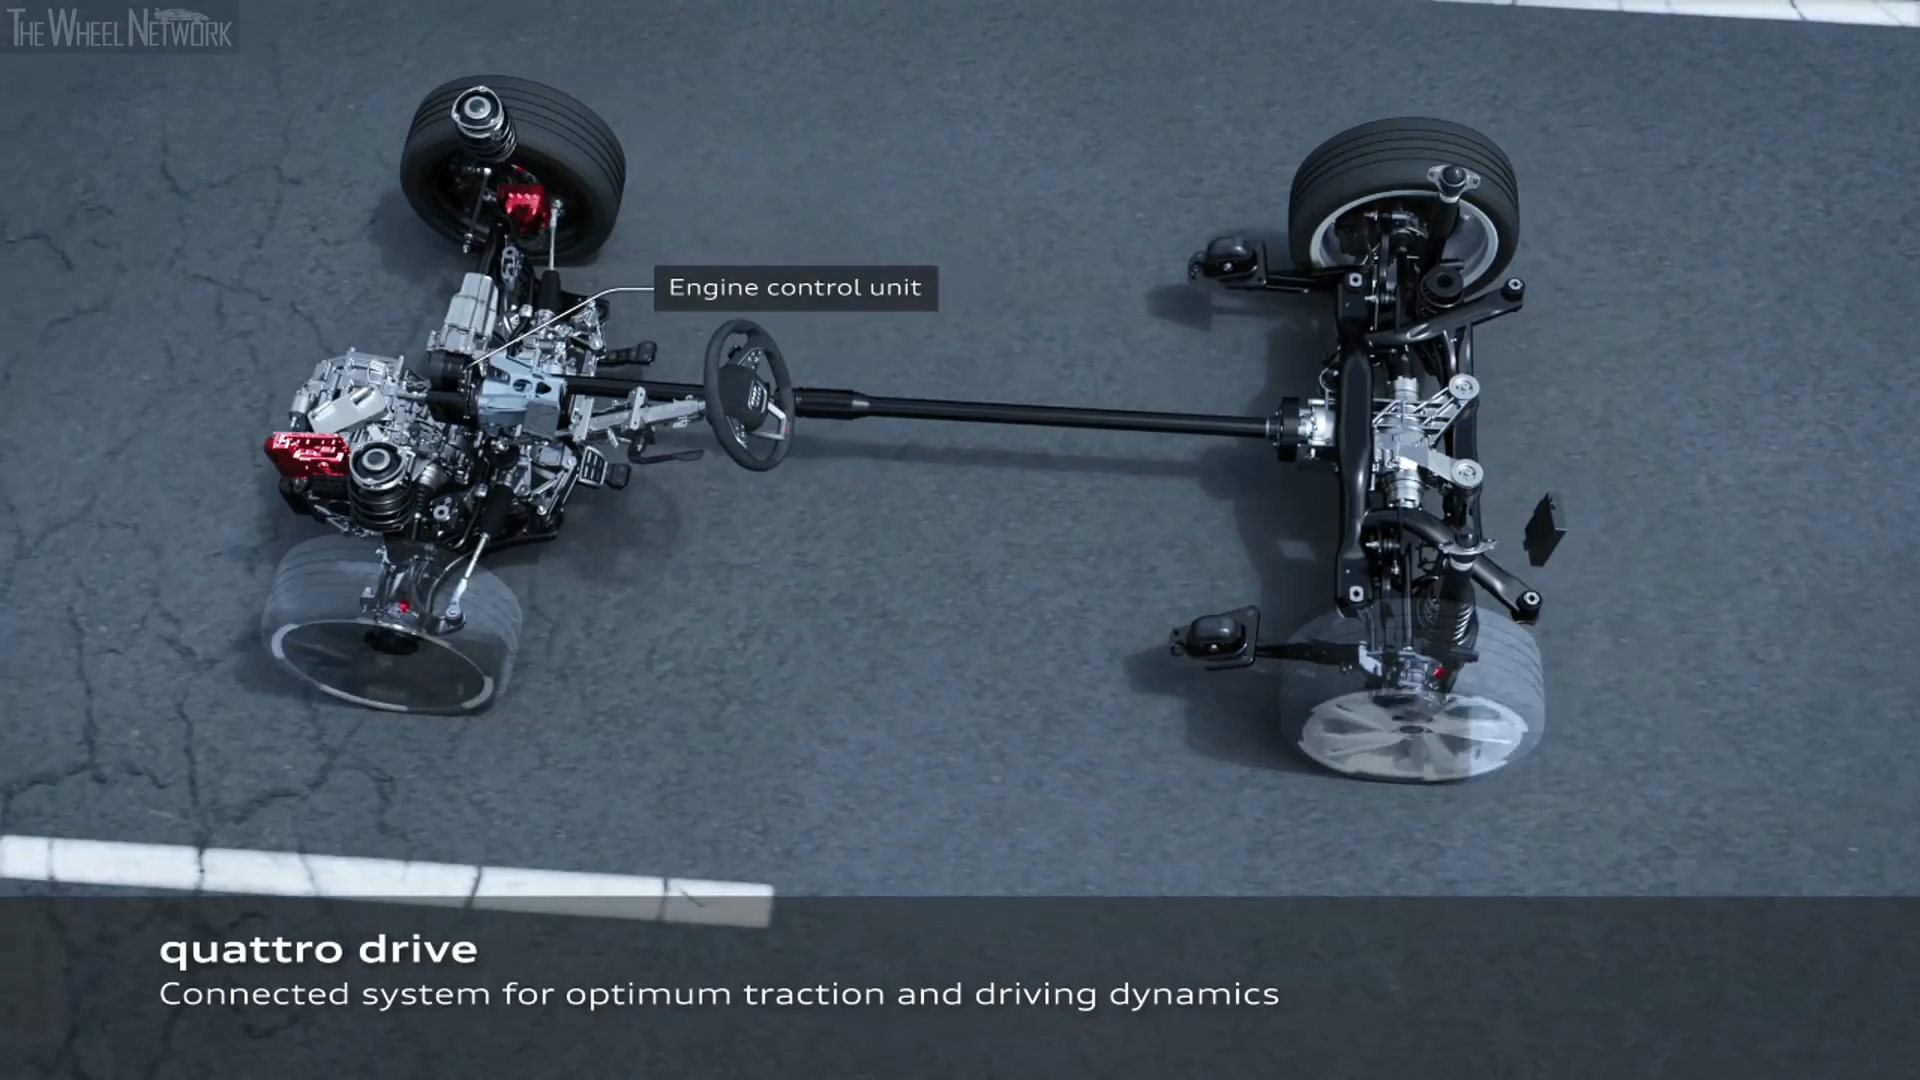 THE WHEEL NETWORK
Engine control unit
quattro drive
Connected system for optimum traction and driving dynamics